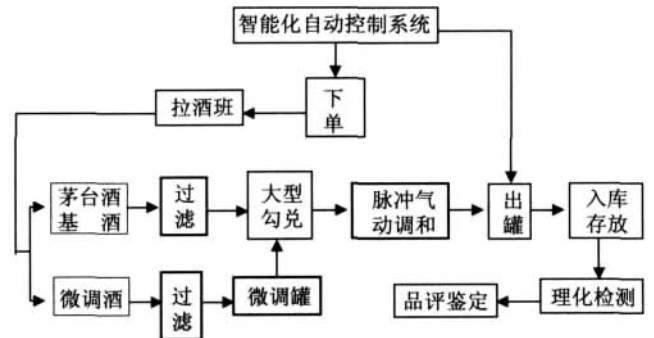 智能化自动控制系统
下
单
拉酒班
茅台酒
基 酒
过
滤
大型
勾兑
脉冲气
动调和
出
罐
入库
存放
微调酒
过
滤
微调罐
品评鉴定
理化检测